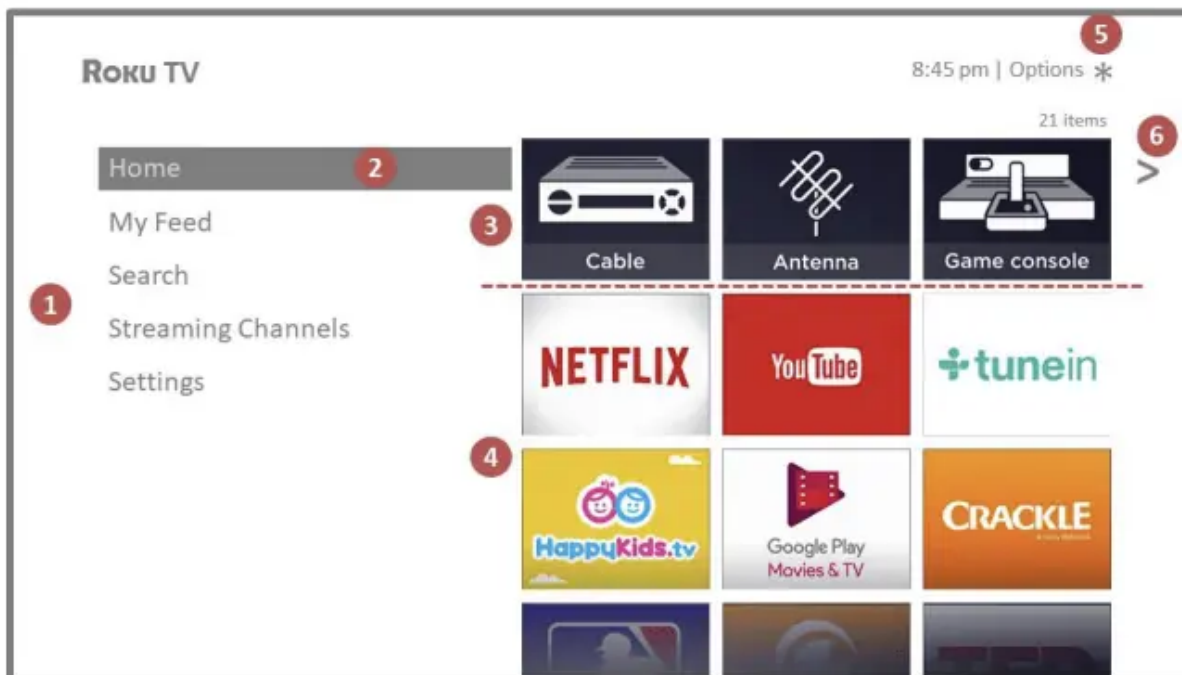 5
ROKU TV
8:45 pm | Options *
21 items
6
>
Home
2
My Feed
Search
1
Streaming Channels
Settings
3
Cable
Antenna
Game console
NETFLIX
YouTube
tunein
4
HappyKids.tv
Google Play
Movies & TV
CRACKLE